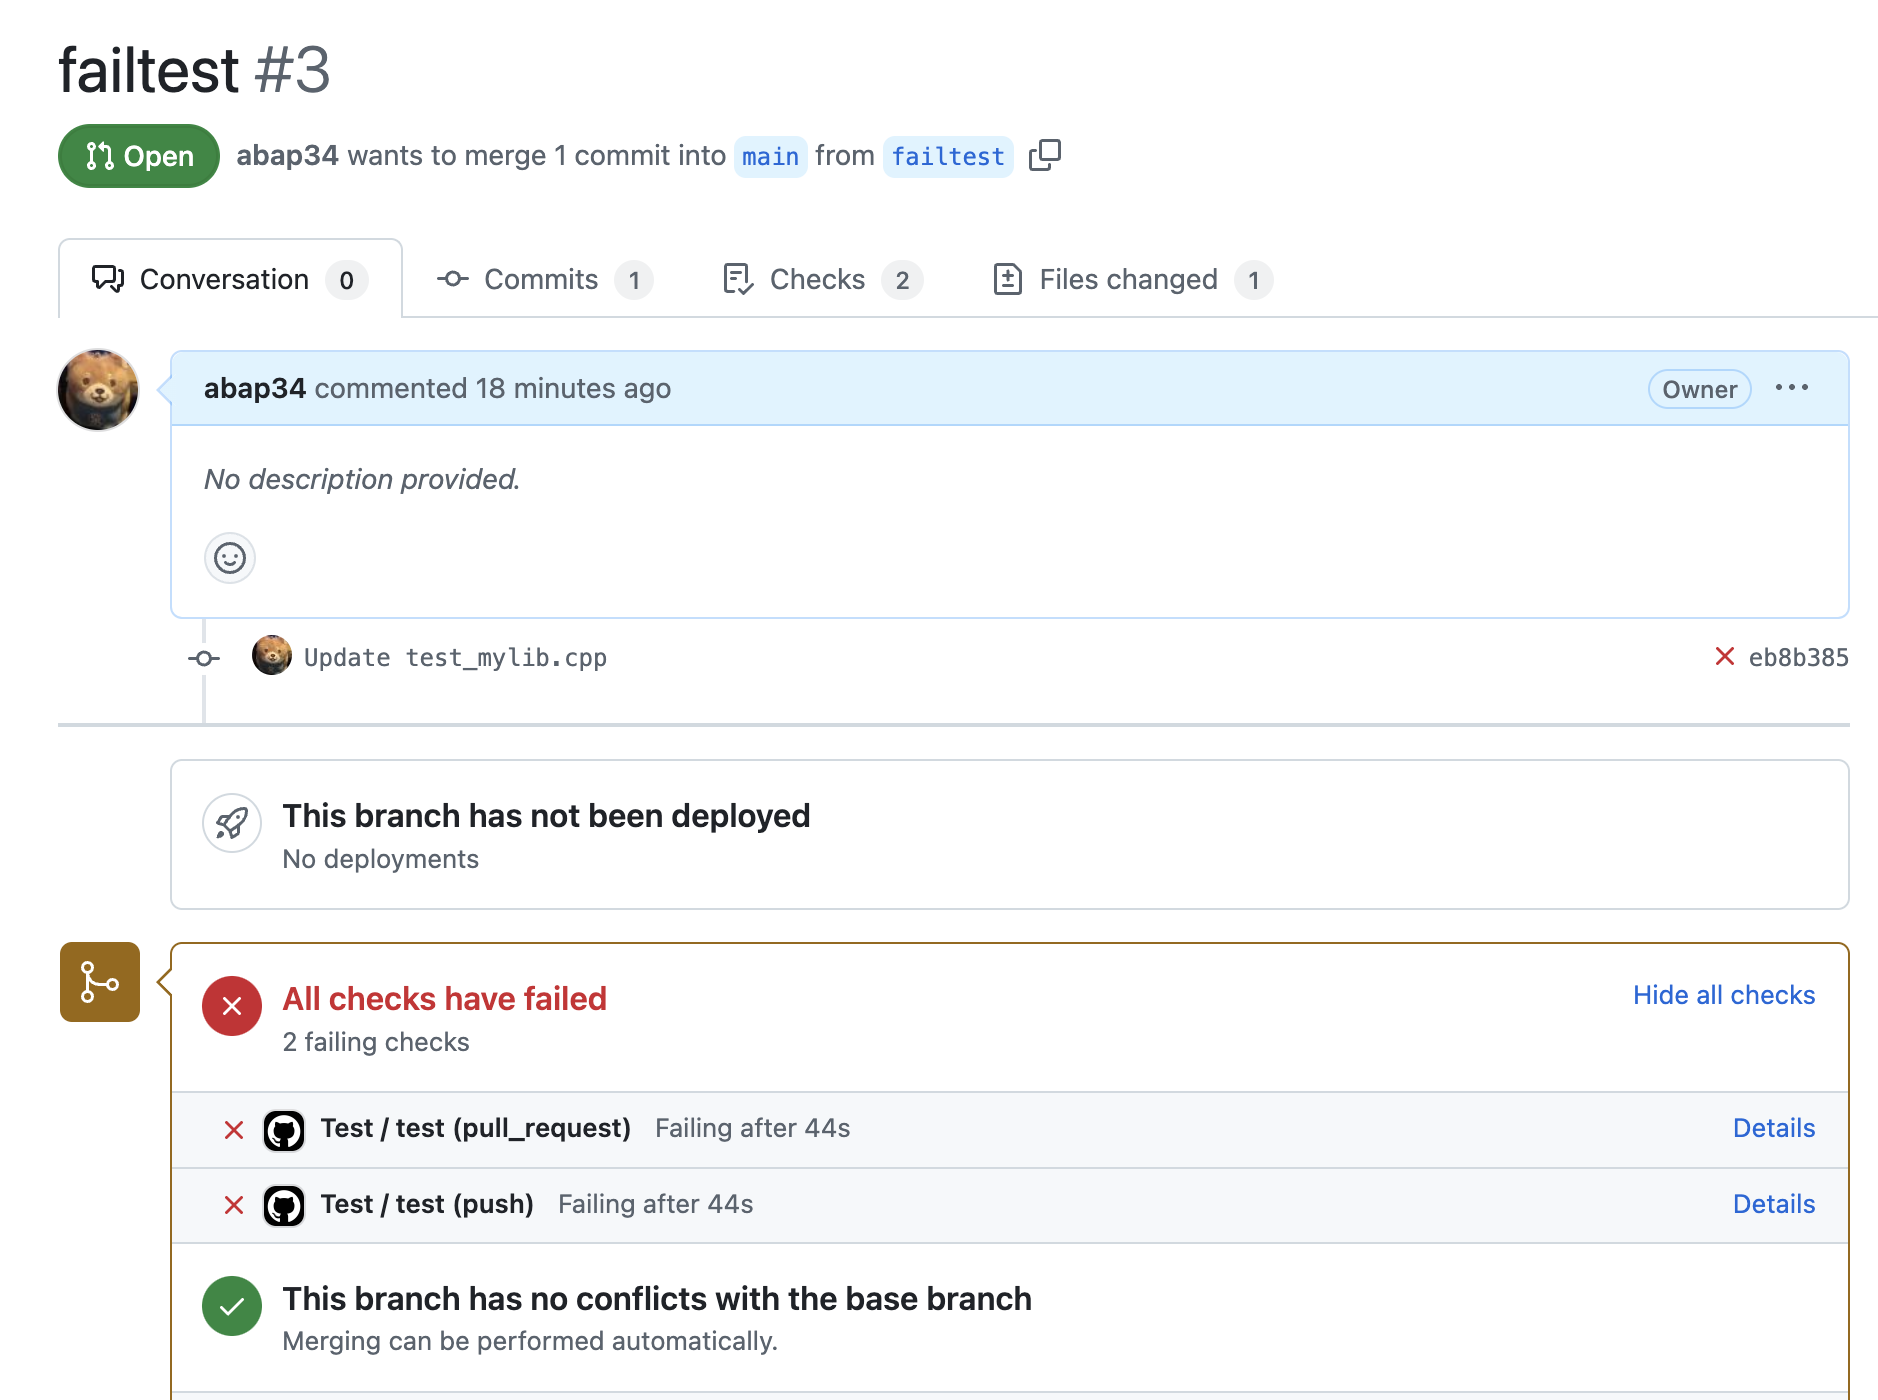 failtest #3
Open abap34 wants to merge 1 commit into main from failtest
Conversation 0 Commits 1 Checks 2 Files changed 1
abap34 commented 18 minutes ago Owner
No description provided.
Update test_mylib.cpp eb8b385
This branch has not been deployed
No deployments
All checks have failed Hide all checks
2 failing checks
Test / test (pull_request) Failing after 44s Details
Test / test (push) Failing after 44s Details
This branch has no conflicts with the base branch
Merging can be performed automatically.